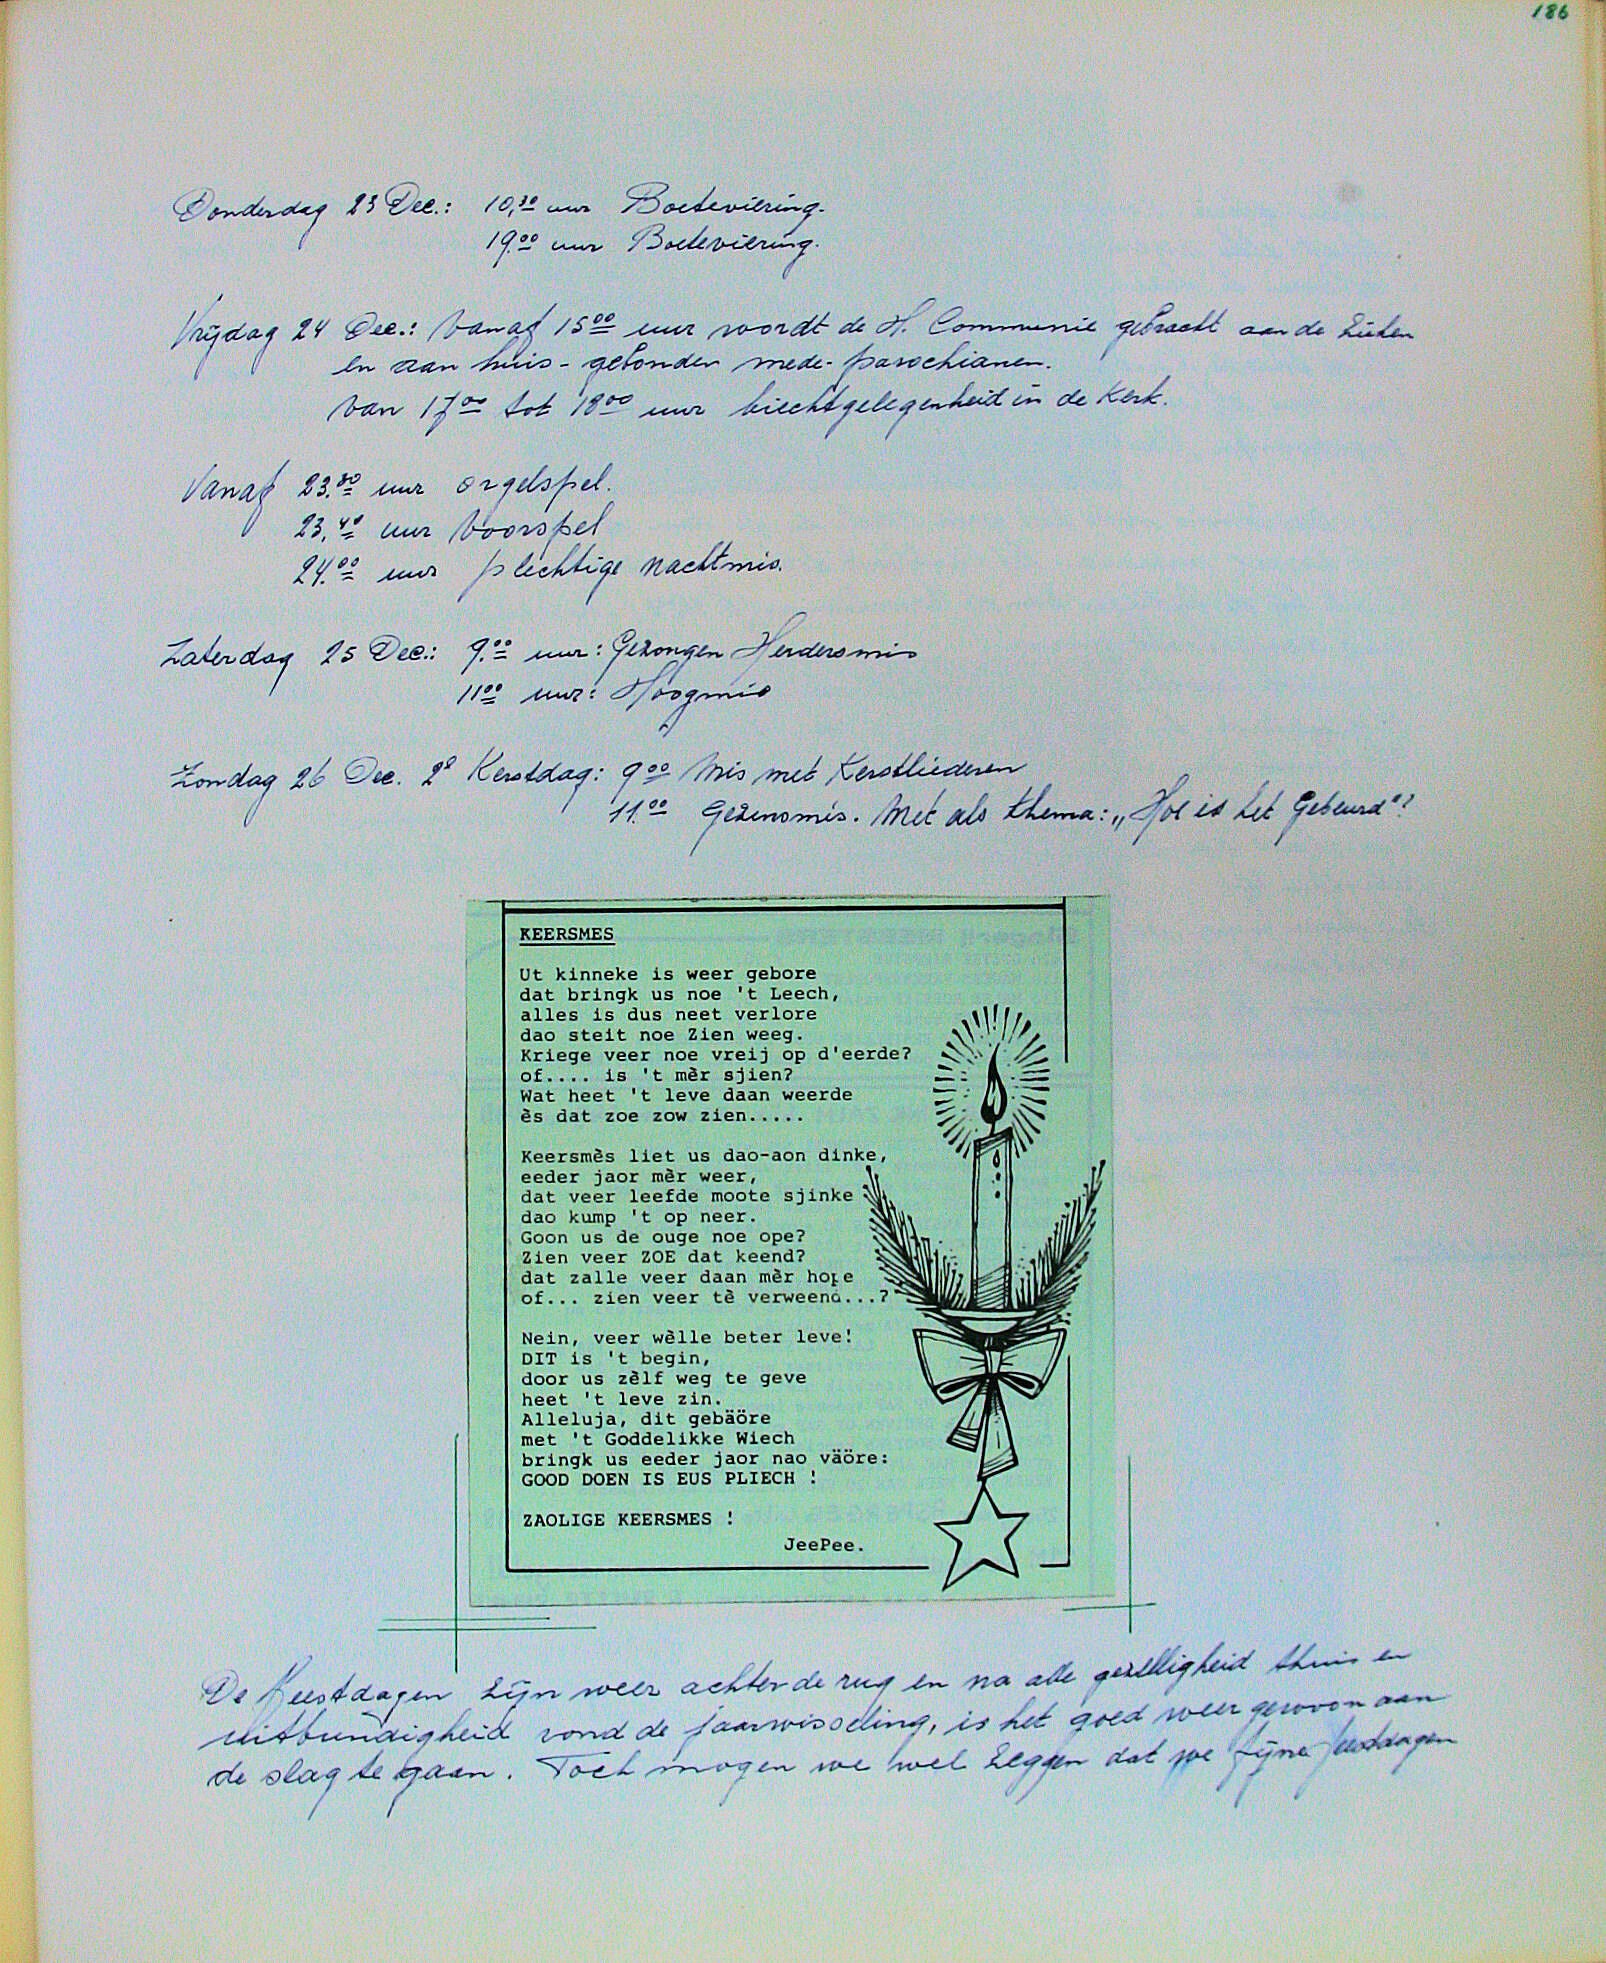 186
Donderdag 23 Dec.: 10,30 uur Boeteviering.
19.00 uur Boeteviering.
Vrijdag 24 Dec.: Vanaf 15 00 uur wordt de H. Communie gebracht aan de Zieken
en aan huis-gebonden mede-parochianen.
Van 17 00 tot 18 00 uur biechtgelegenheid in de Kerk.
Vanaf 23.30 uur orgelspel.
23.40 uur Voorspel
24.00 uur plechtige Nachtmis.
Zaterdag 25 Dec.: 9.00 uur: Gezongen Herdersmis
11 00 uur: Hoogmis
Zondag 26 Dec. 2e Kerstdag: 9 00 Mis met Kerstliederen
11.00 Gezinsmis. Met als thema: „Hoe is het Gebeurd"?
KEERSMES
Ut kinneke is weer gebore
dat bringk us noe 't Leech,
alles is dus neet verlore
dao steit noe Zien weeg.
Kriege veer noe vreij op d'eerde?
of.... is 't mèr sjien?
Wat heet 't leve daan weerde
ès dat zoe zow zien.....
Keersmès liet us dao-aon dinke,
eeder jaor mèr weer,
dat veer leefde moote sjinke
dao kump 't op neer.
Goon us de ouge noe ope?
Zien veer ZOE dat keend?
dat zalle veer daan mèr hope
of... zien veer tè verweend...?
Nein, veer wèlle beter leve!
DIT is 't begin,
door us zèlf weg te geve
heet 't leve zin.
Alleluja, dit gebäöre
met 't Goddelikke Wiech
bringk us eeder jaor nao väöre:
GOOD DOEN IS EUS PLIECH !
ZAOLIGE KEERSMES !
JeePee.
De Feestdagen zijn weer achter de rug en na alle gezelligheid thuis en
uitbundigheid rond de jaarwisseling, is het goed weer gewoon aan
de slag te gaan. Toch mogen we wel zeggen dat we fijne feestdagen